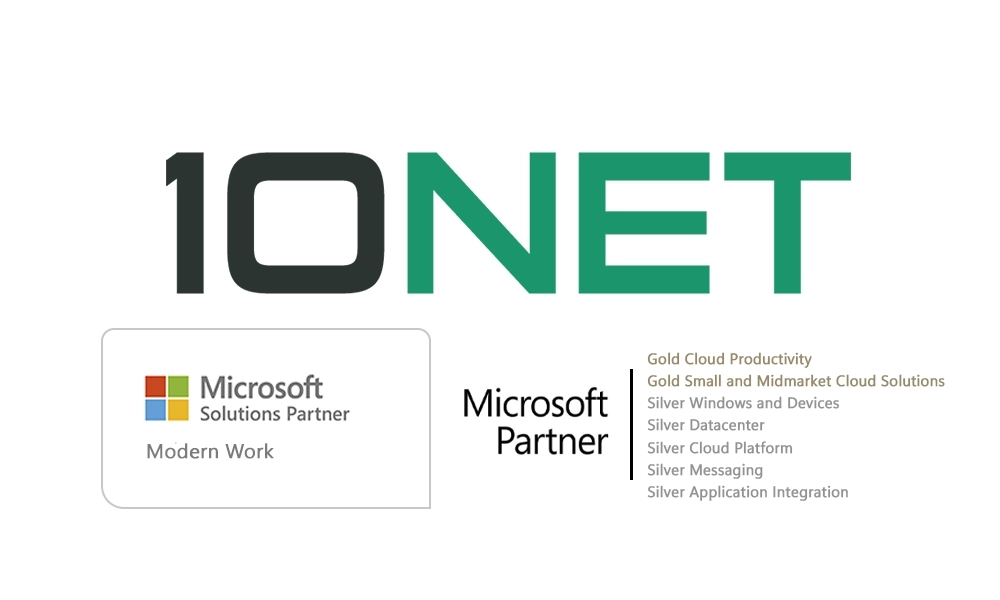 10NET
Microsoft
Solutions Partner
Modern Work
Microsoft
Partner
Gold Cloud Productivity
Gold Small and Midmarket Cloud Solutions
Silver Windows and Devices
Silver Datacenter
Silver Cloud Platform
Silver Messaging
Silver Application Integration